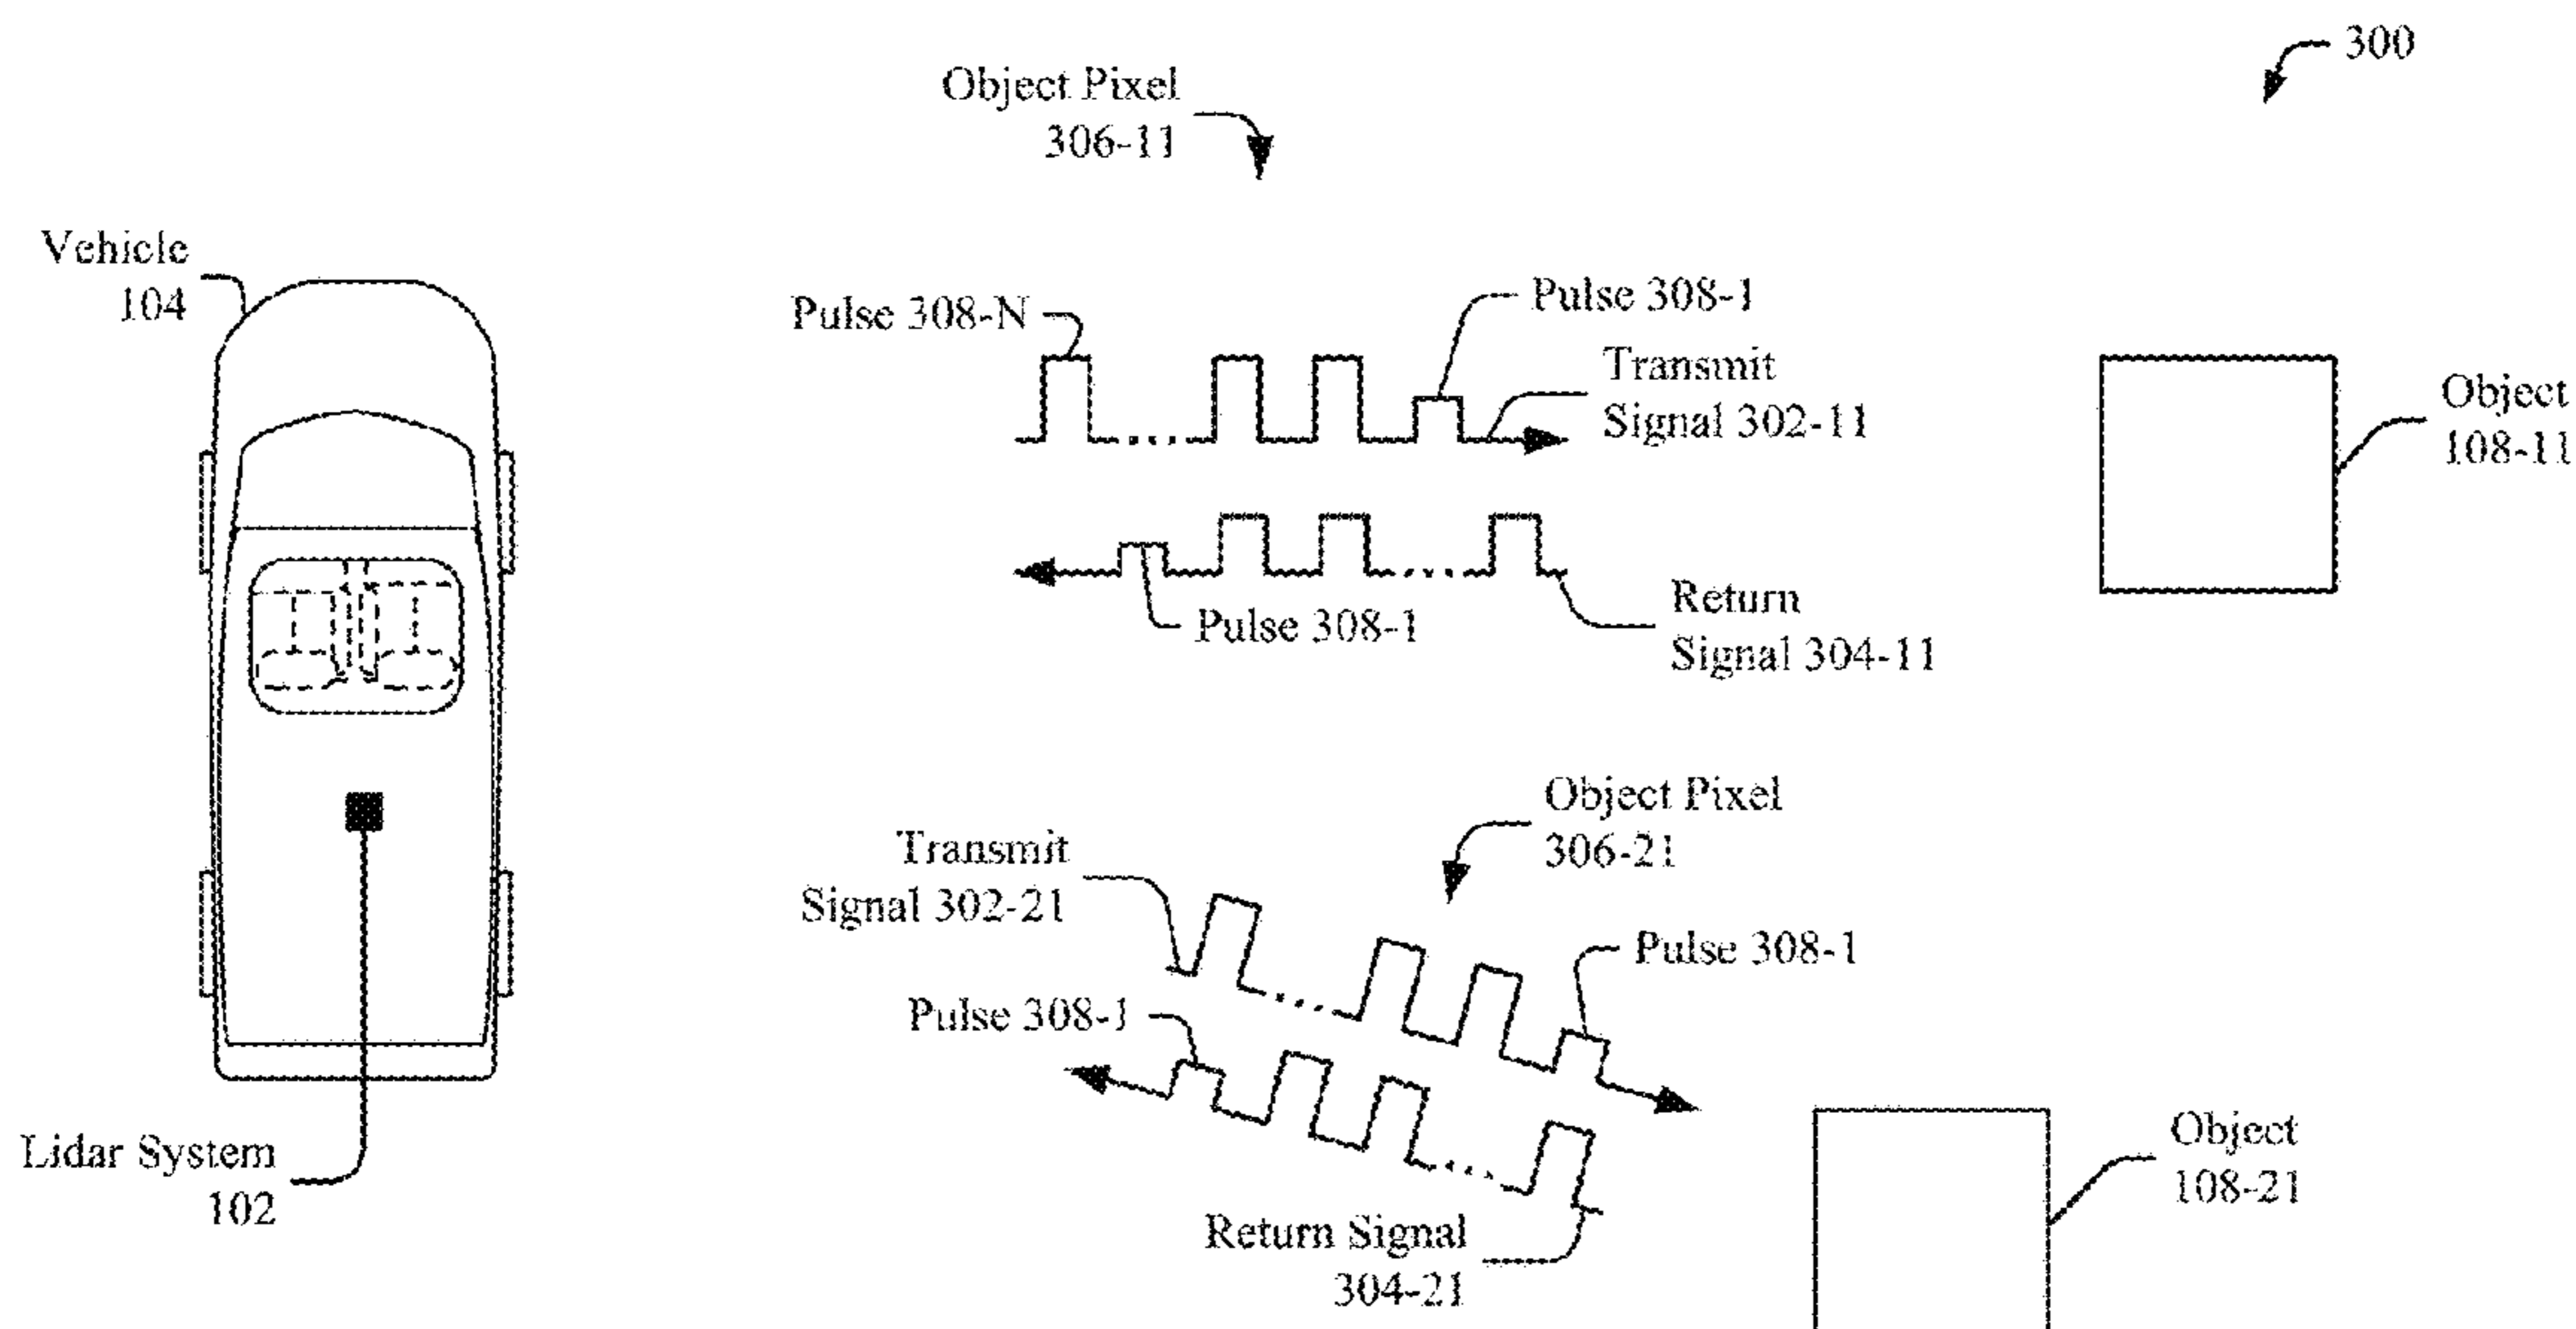 300
Object Pixel
306-11
Vehicle
104
Pulse 308-N
Pulse 308-1
Transmit
Signal 302-11
Object
108-11
Pulse 308-1
Return
Signal 304-11
Object Pixel
306-21
Transmit
Signal 302-21
Pulse 308-1
Pulse 308-1
Lidar System
102
Object
108-21
Return Signal
304-21